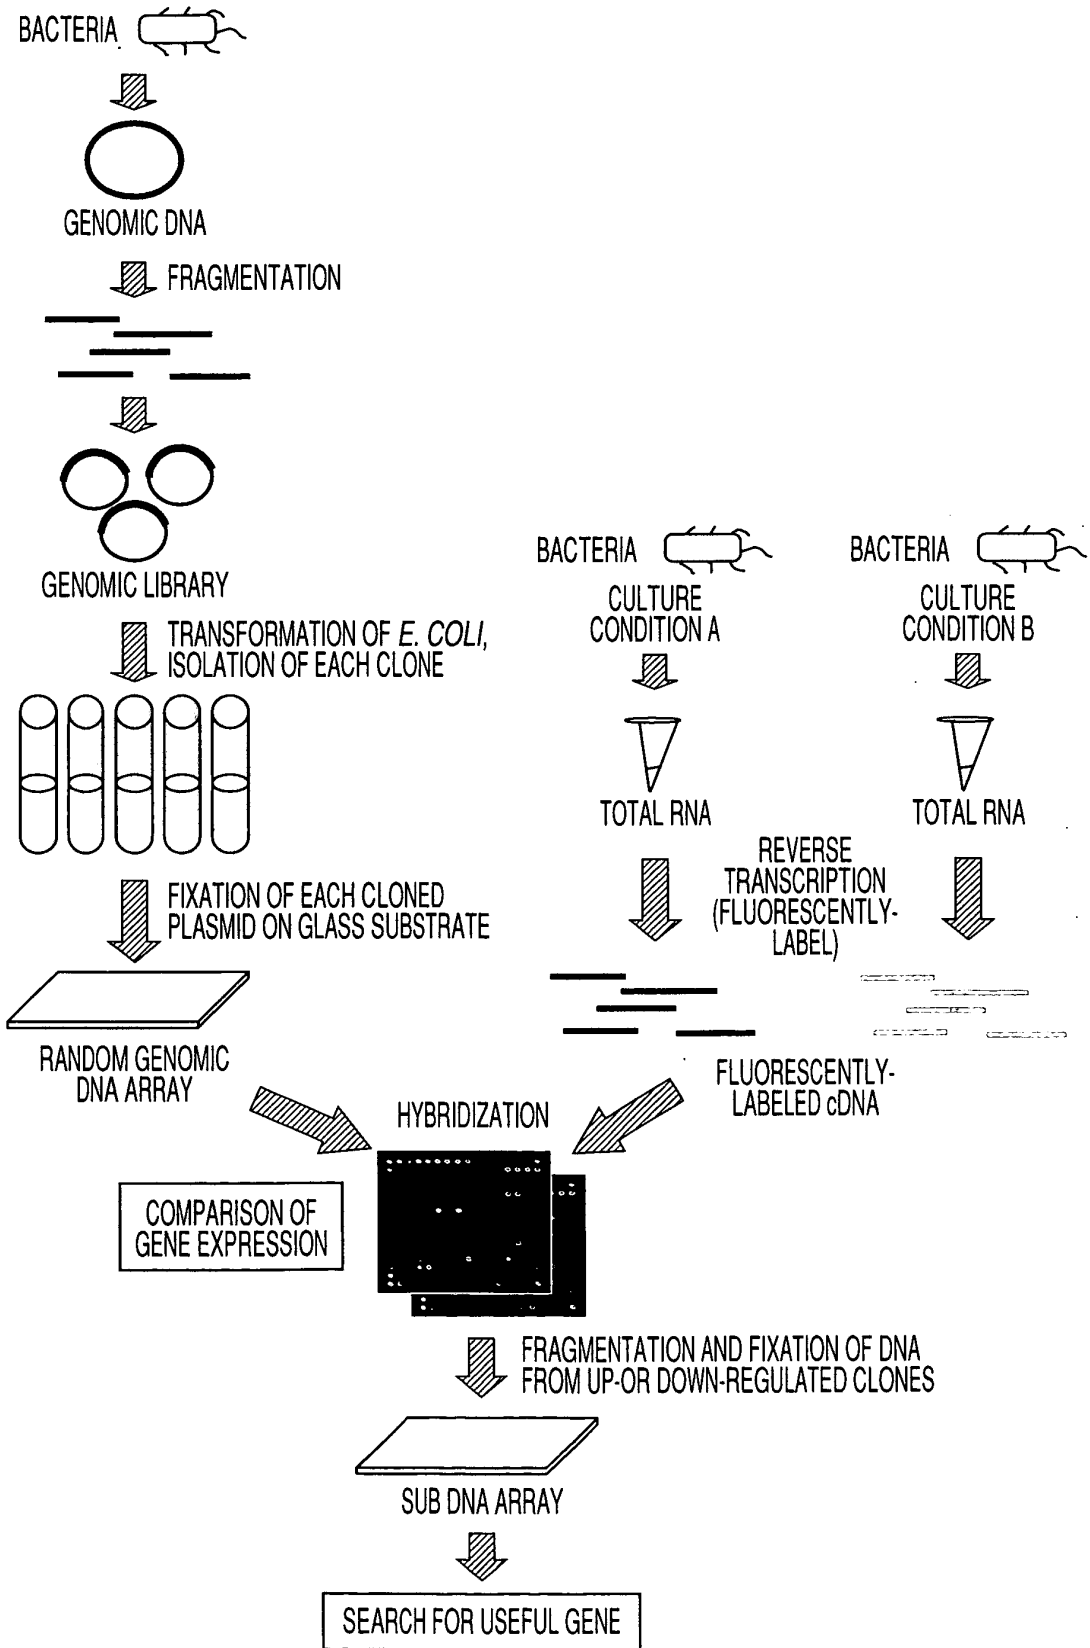 BACTERIA
GENOMIC DNA
FRAGMENTATION
GENOMIC LIBRARY
TRANSFORMATION OF E. COLI,
ISOLATION OF EACH CLONE
FIXATION OF EACH CLONED
PLASMID ON GLASS SUBSTRATE
RANDOM GENOMIC
DNA ARRAY
BACTERIA
CULTURE
CONDITION A
TOTAL RNA
BACTERIA
CULTURE
CONDITION B
TOTAL RNA
REVERSE
TRANSCRIPTION
(FLUORESCENTLY-
LABEL)
FLUORESCENTLY-
LABELED cDNA
HYBRIDIZATION
COMPARISON OF
GENE EXPRESSION
FRAGMENTATION AND FIXATION OF DNA
FROM UP-OR DOWN-REGULATED CLONES
SUB DNA ARRAY
SEARCH FOR USEFUL GENE